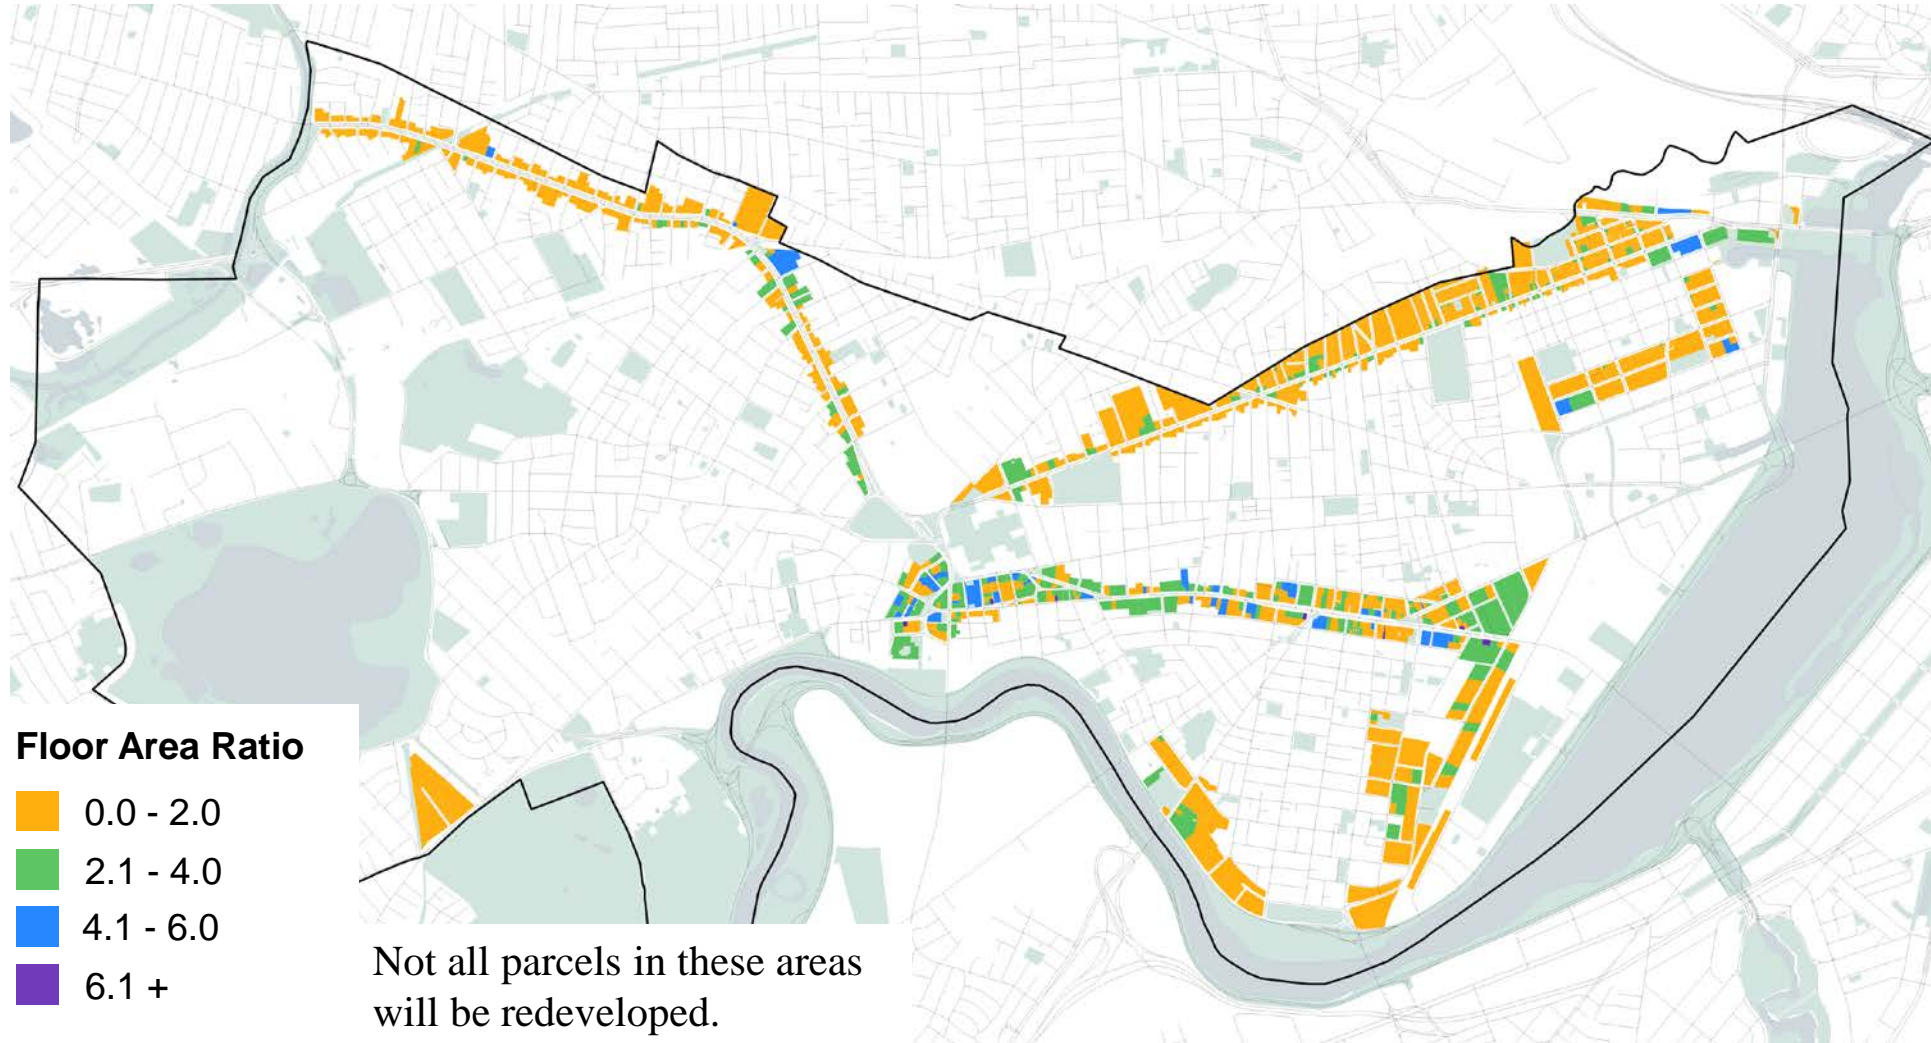 Floor Area Ratio
0.0 - 2.0
2.1 - 4.0
4.1 - 6.0
6.1 +
Not all parcels in these areas
will be redeveloped.